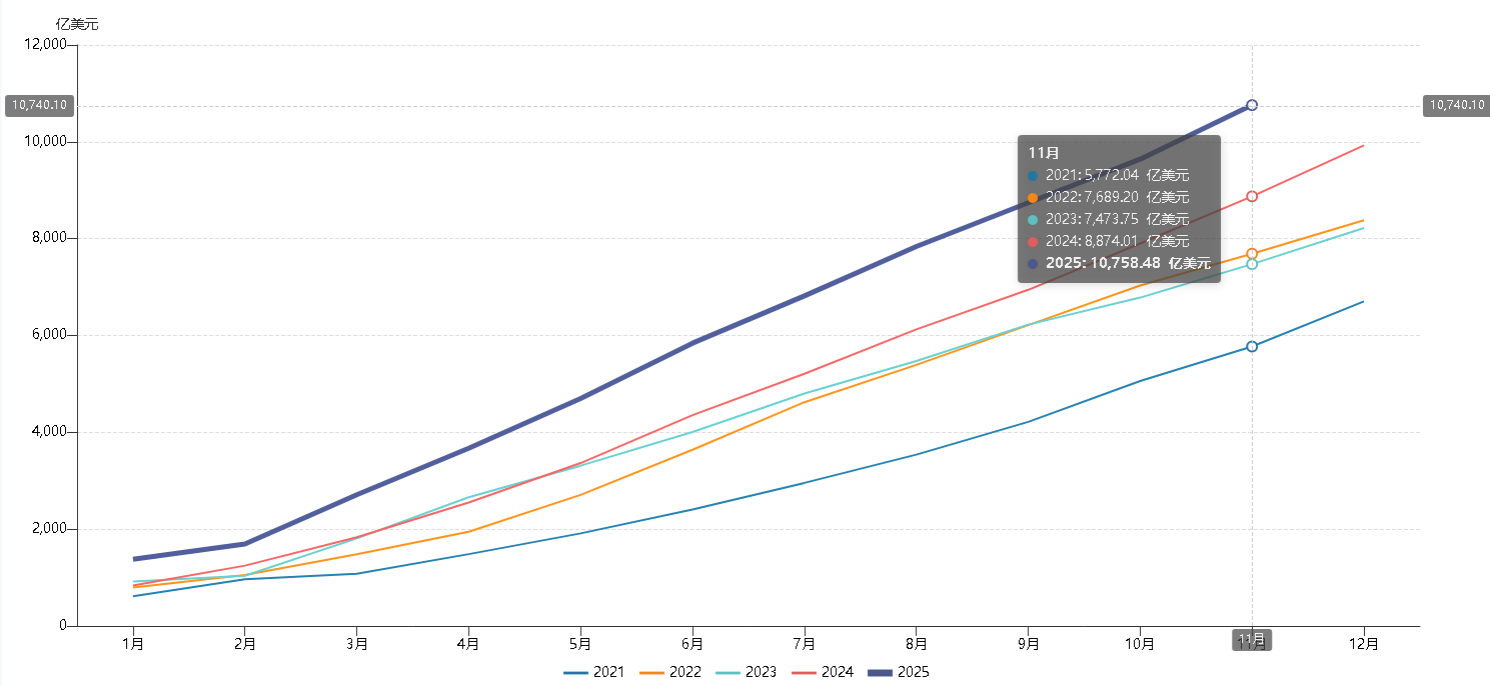 亿美元
12,000
10,740.10
10,740.10
10,000
11月
2021: 5,772.04 亿美元
2022: 7,689.20 亿美元
2023: 7,473.75 亿美元
2024: 8,874.01 亿美元
2025: 10,758.48 亿美元
8,000
6,000
4,000
2,000
0
1月 2月 3月 4月 5月 6月 7月 8月 9月 10月 11月 12月
2021 2022 2023 2024 2025